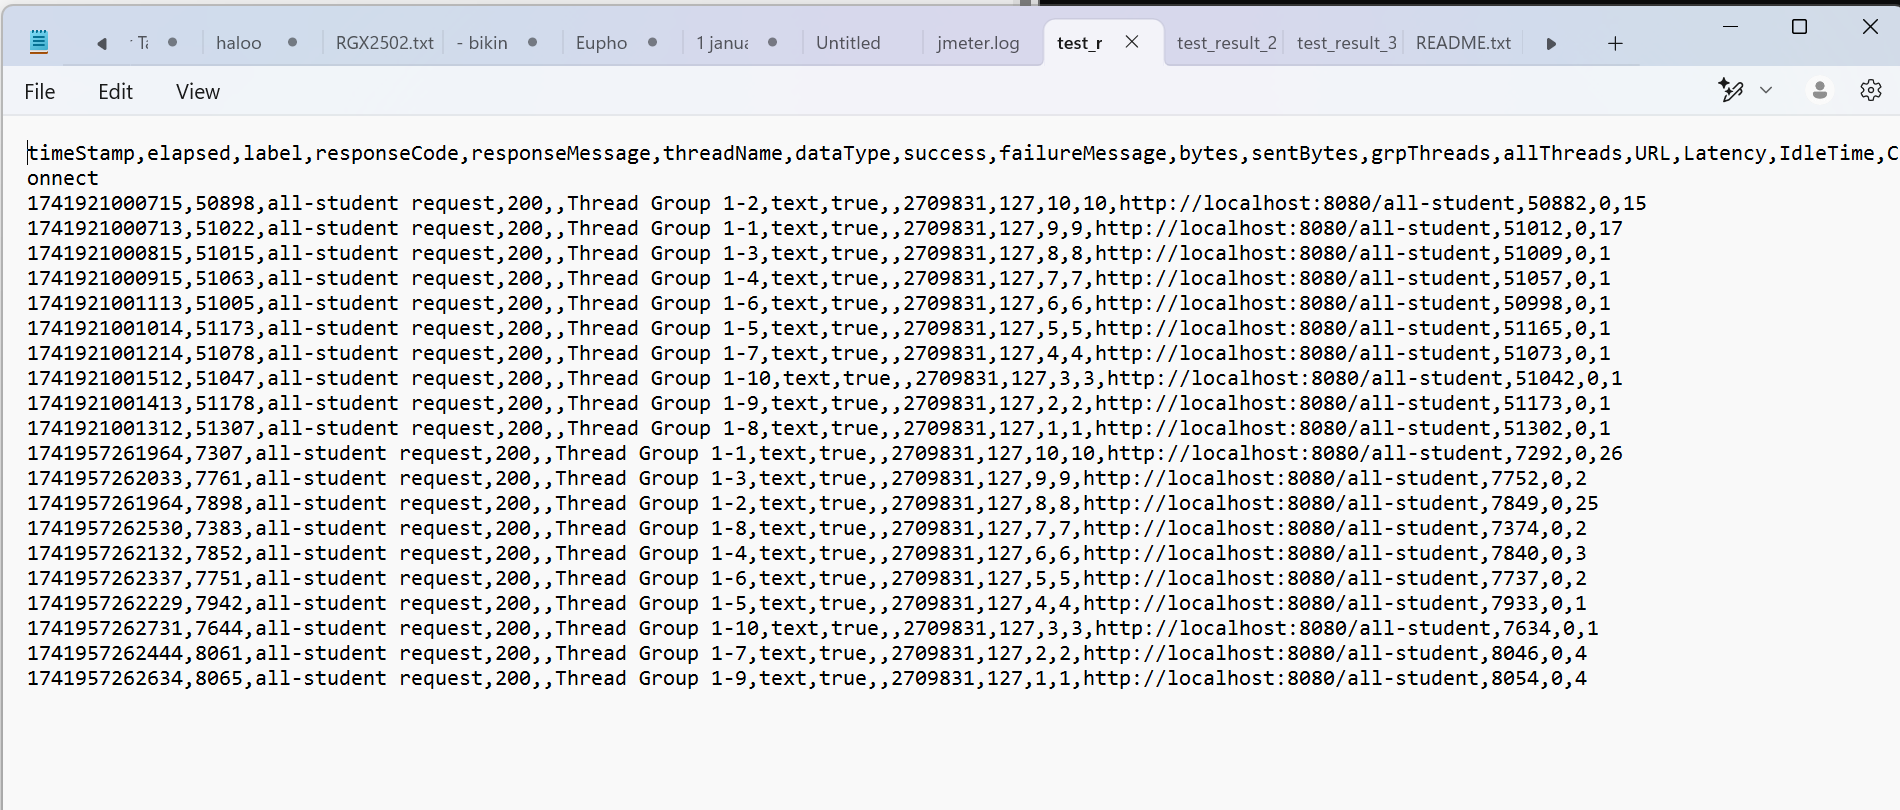 · Ta
haloo
RGX2502.txt
- bikin
Eupho
1 janua
Untitled
jmeter.log
test_r
test_result_2
test_result_3
README.txt
File Edit View
timeStamp,elapsed,label,responseCode,responseMessage,threadName,dataType,success,failureMessage,bytes,sentBytes,grpThreads,allThreads,URL,Latency,IdleTime,C
onnect
1741921000715,50898,all-student request,200,,Thread Group 1-2,text,true,,2709831,127,10,10,http://localhost:8080/all-student,50882,0,15
1741921000713,51022,all-student request,200,,Thread Group 1-1,text,true,,2709831,127,9,9,http://localhost:8080/all-student,51012,0,17
1741921000815,51015,all-student request,200,,Thread Group 1-3,text,true,,2709831,127,8,8,http://localhost:8080/all-student,51009,0,1
1741921000915,51063,all-student request,200,,Thread Group 1-4,text,true,,2709831,127,7,7,http://localhost:8080/all-student,51057,0,1
1741921001113,51005,all-student request,200,,Thread Group 1-6,text,true,,2709831,127,6,6,http://localhost:8080/all-student,50998,0,1
1741921001014,51173,all-student request,200,,Thread Group 1-5,text,true,,2709831,127,5,5,http://localhost:8080/all-student,51165,0,1
1741921001214,51078,all-student request,200,,Thread Group 1-7,text,true,,2709831,127,4,4,http://localhost:8080/all-student,51073,0,1
1741921001512,51047,all-student request,200,,Thread Group 1-10,text,true,,2709831,127,3,3,http://localhost:8080/all-student,51042,0,1
1741921001413,51178,all-student request,200,,Thread Group 1-9,text,true,,2709831,127,2,2,http://localhost:8080/all-student,51173,0,1
1741921001312,51307,all-student request,200,,Thread Group 1-8,text,true,,2709831,127,1,1,http://localhost:8080/all-student,51302,0,1
1741957261964,7307,all-student request,200,,Thread Group 1-1,text,true,,2709831,127,10,10,http://localhost:8080/all-student,7292,0,26
1741957262033,7761,all-student request,200,,Thread Group 1-3,text,true,,2709831,127,9,9,http://localhost:8080/all-student,7752,0,2
1741957261964,7898,all-student request,200,,Thread Group 1-2,text,true,,2709831,127,8,8,http://localhost:8080/all-student,7849,0,25
1741957262530,7383,all-student request,200,,Thread Group 1-8,text,true,,2709831,127,7,7,http://localhost:8080/all-student,7374,0,2
1741957262132,7852,all-student request,200,,Thread Group 1-4,text,true,,2709831,127,6,6,http://localhost:8080/all-student,7840,0,3
1741957262337,7751,all-student request,200,,Thread Group 1-6,text,true,,2709831,127,5,5,http://localhost:8080/all-student,7737,0,2
1741957262229,7942,all-student request,200,,Thread Group 1-5,text,true,,2709831,127,4,4,http://localhost:8080/all-student,7933,0,1
1741957262731,7644,all-student request,200,,Thread Group 1-10,text,true,,2709831,127,3,3,http://localhost:8080/all-student,7634,0,1
1741957262444,8061,all-student request,200,,Thread Group 1-7,text,true,,2709831,127,2,2,http://localhost:8080/all-student,8046,0,4
1741957262634,8065,all-student request,200,,Thread Group 1-9,text,true,,2709831,127,1,1,http://localhost:8080/all-student,8054,0,4